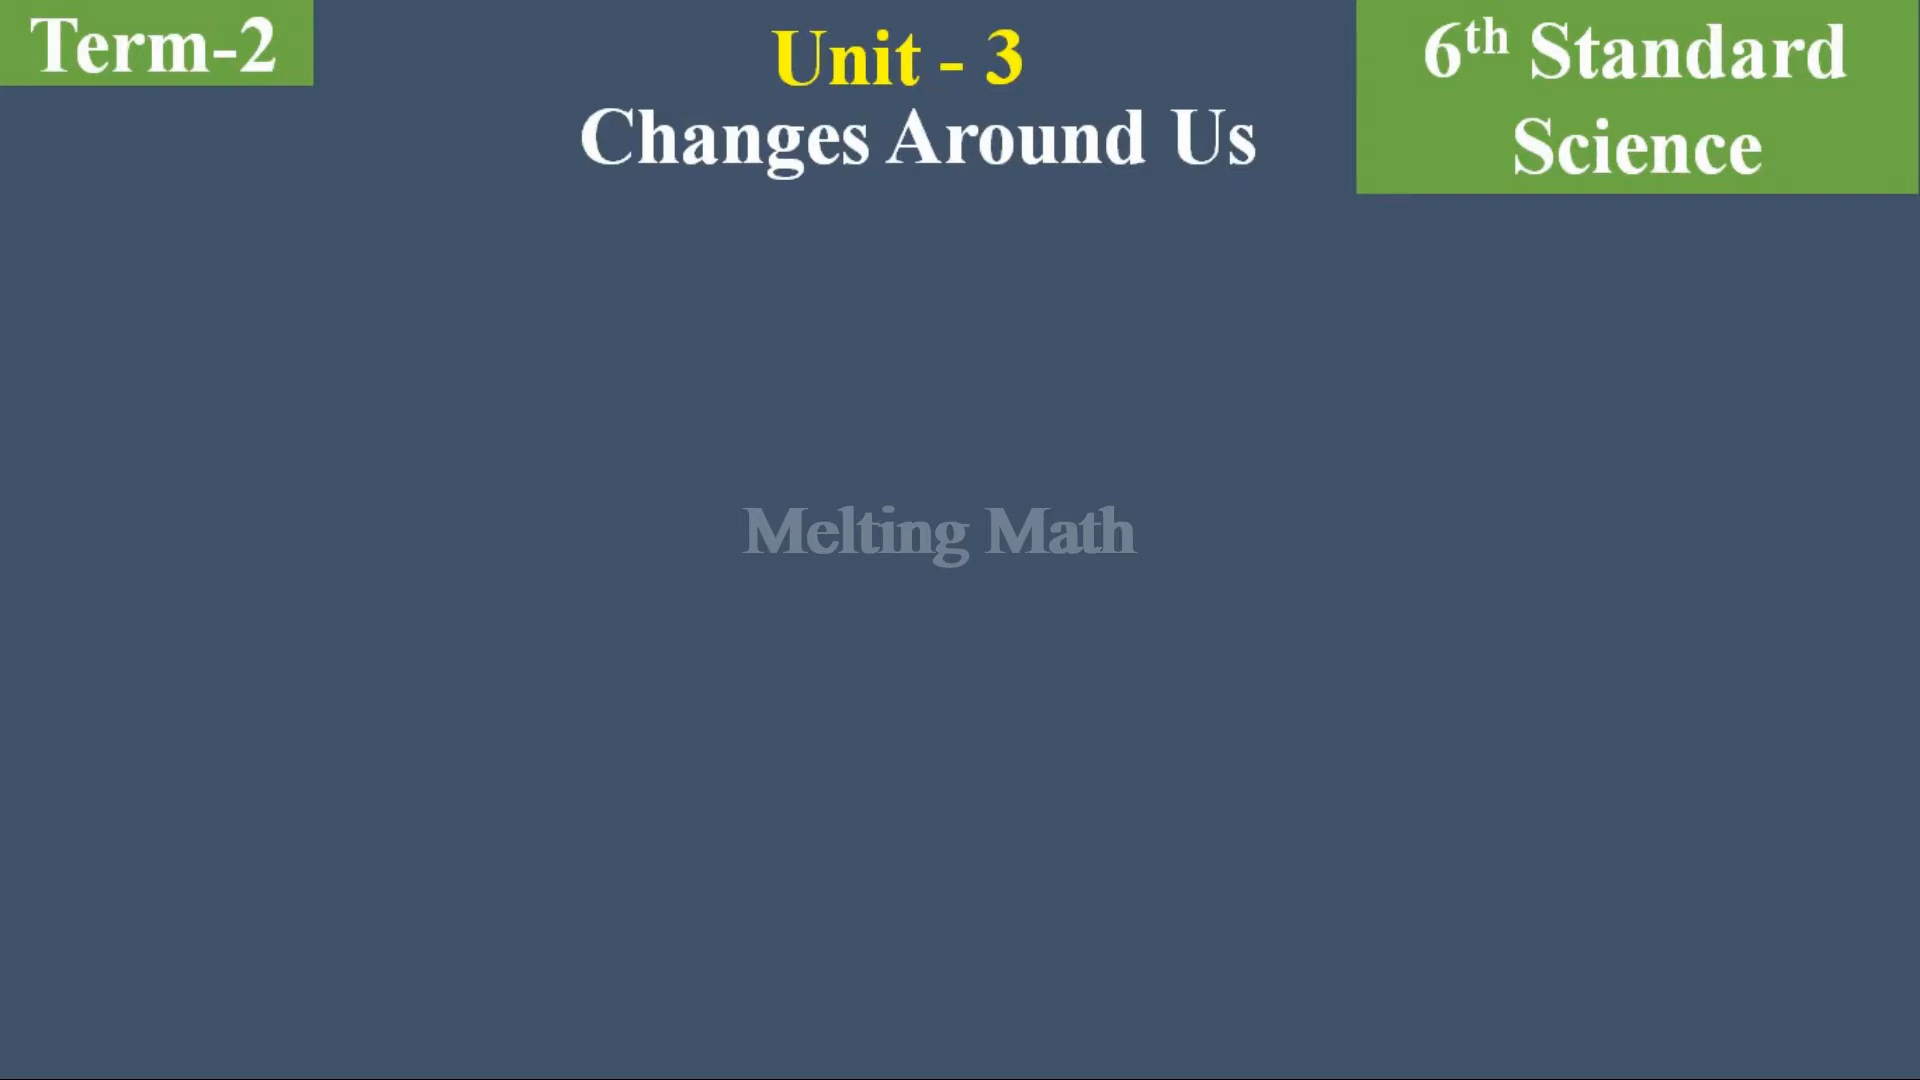 Term-2
Unit - 3
Changes Around Us
6th Standard
Science
Melting Math